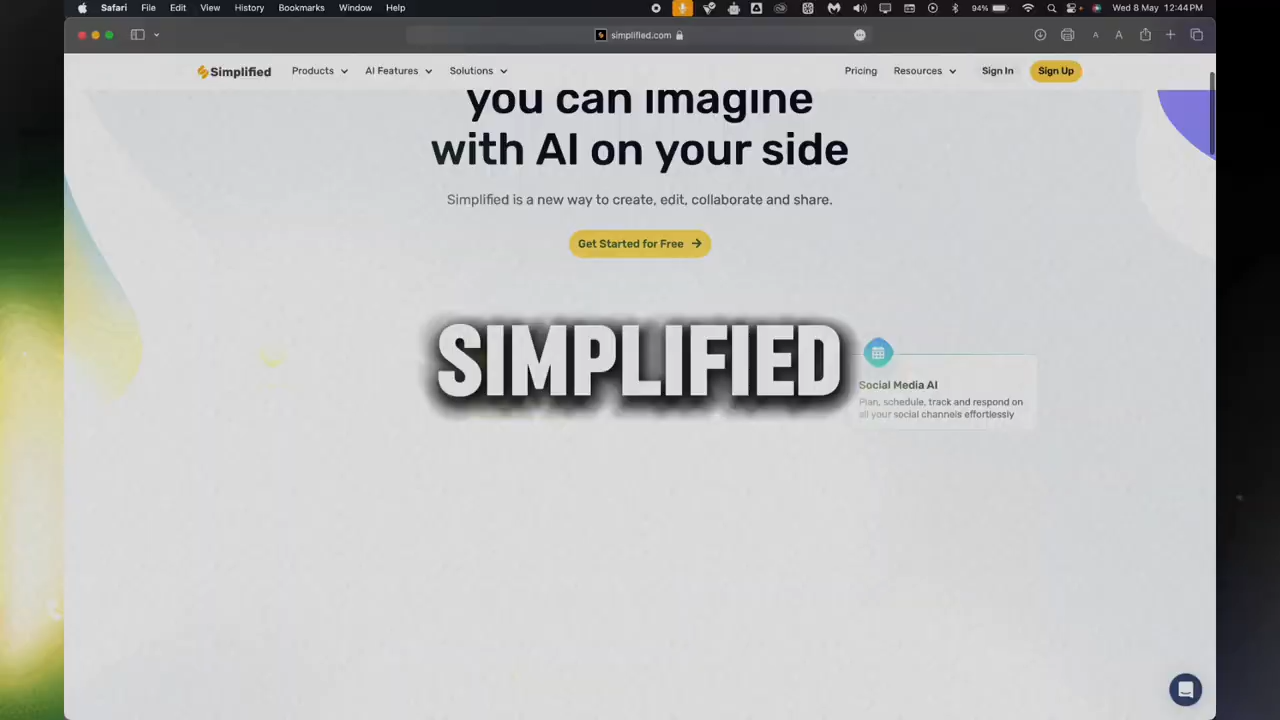 Safari File Edit View History Bookmarks Window Help 94% Wed 8 May 12:44 PM
simplified.com A A
Simplified Products AI Features Solutions Pricing Resources Sign In Sign Up
you can imagine
with AI on your side
Simplified is a new way to create, edit, collaborate and share.
Get Started for Free
SIMPLIFIED
Social Media AI
Plan, schedule, track and respond on
all your social channels effortlessly